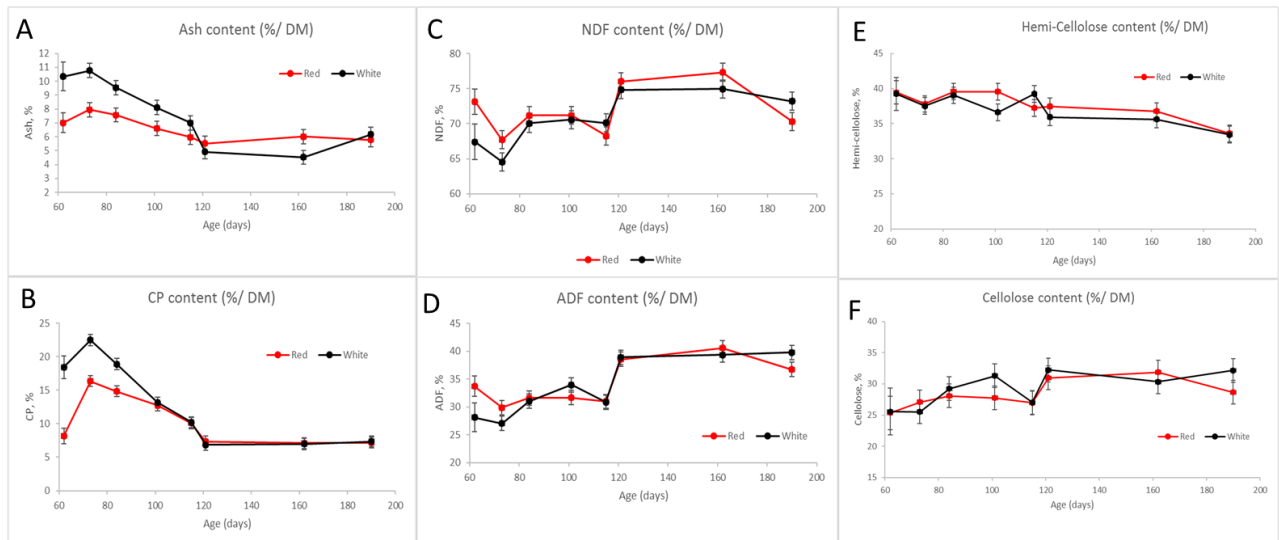 A
Ash content (%/ DM)
Red White
Ash, %
12
11
10
9
8
7
6
5
4
3
2
60 80 100 120 140 160 180 200
Age (days)
B
CP content (%/ DM)
Red White
CP, %
25
20
15
10
5
0
60 80 100 120 140 160 180 200
Age (days)
C
NDF content (%/ DM)
NDF, %
85
80
75
70
65
60
60 80 100 120 140 160 180 200
Age (days)
Red White
D
ADF content (%/ DM)
ADF, %
45
40
35
30
25
20
60 80 100 120 140 160 180 200
Age (days)
Red White
E
Hemi-Cellolose content (%/ DM)
Red White
Hemi-cellolose, %
45
40
35
30
25
20
60 80 100 120 140 160 180 200
Age (days)
F
Cellolose content (%/ DM)
Cellolose, %
40
35
30
25
20
15
60 80 100 120 140 160 180 200
Age (days)
Red White